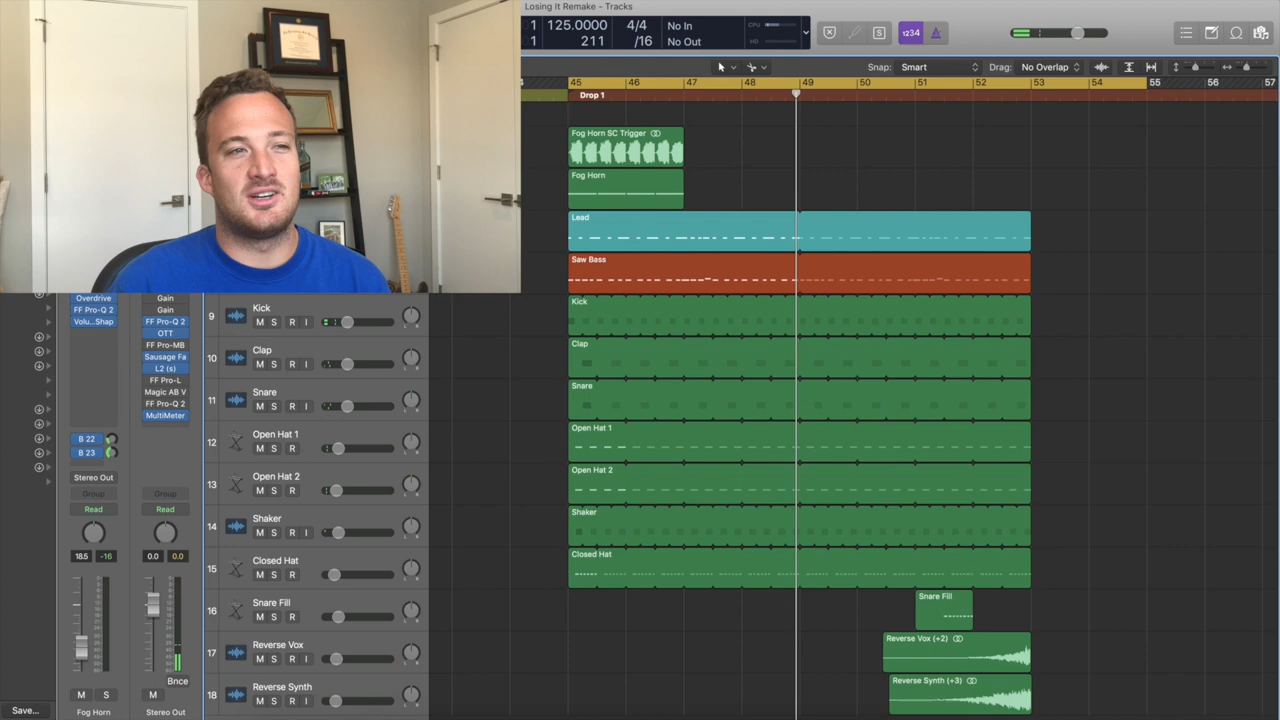 Losing It Remake - Tracks
1 125.0000 4/4 No In CPU
1 211 /16 No Out HD
S 1234
Snap: Smart Drag: No Overlap
45 46 47 48 49 50 51 52 53 54 55 56 57
Drop 1
Fog Horn SC Trigger
Fog Horn
Lead
Saw Bass
Kick
Clap
Snare
Open Hat 1
Open Hat 2
Shaker
Closed Hat
Snare Fill
Reverse Vox (+2)
Reverse Synth (+3)
9 Kick
M S R I
10 Clap
M S R I
11 Snare
M S R I
12 Open Hat 1
M S R
13 Open Hat 2
M S R
14 Shaker
M S R I
15 Closed Hat
M S R
16 Snare Fill
M S R
17 Reverse Vox
M S R I
18 Reverse Synth
M S R I
Overdrive
FF Pro-Q 2
Volu...Shap
B 22
B 23
Stereo Out
Group
Read
18.5 -16
M S
Fog Horn
Gain
Gain
FF Pro-Q 2
OTT
FF Pro-MB
Sausage Fa
L2 (s)
FF Pro-L
Magic AB V
FF Pro-Q 2
MultiMeter
Group
Read
0.0 0.0
Bnce
M
Stereo Out
Save...